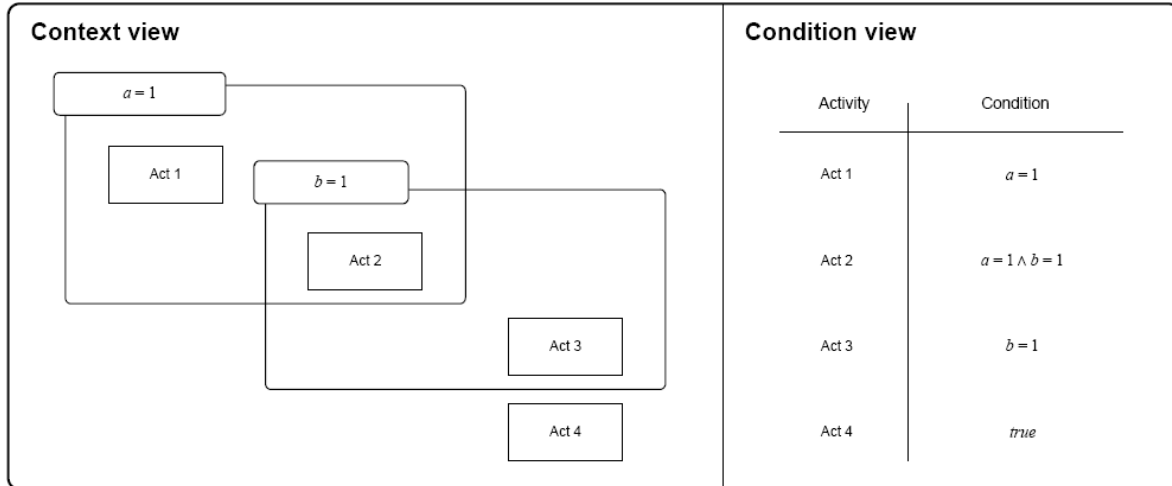 Context view
a = 1
Act 1
b = 1
Act 2
Act 3
Act 4
Condition view
Activity Condition
Act 1 a = 1
Act 2 a = 1 ∧ b = 1
Act 3 b = 1
Act 4 true